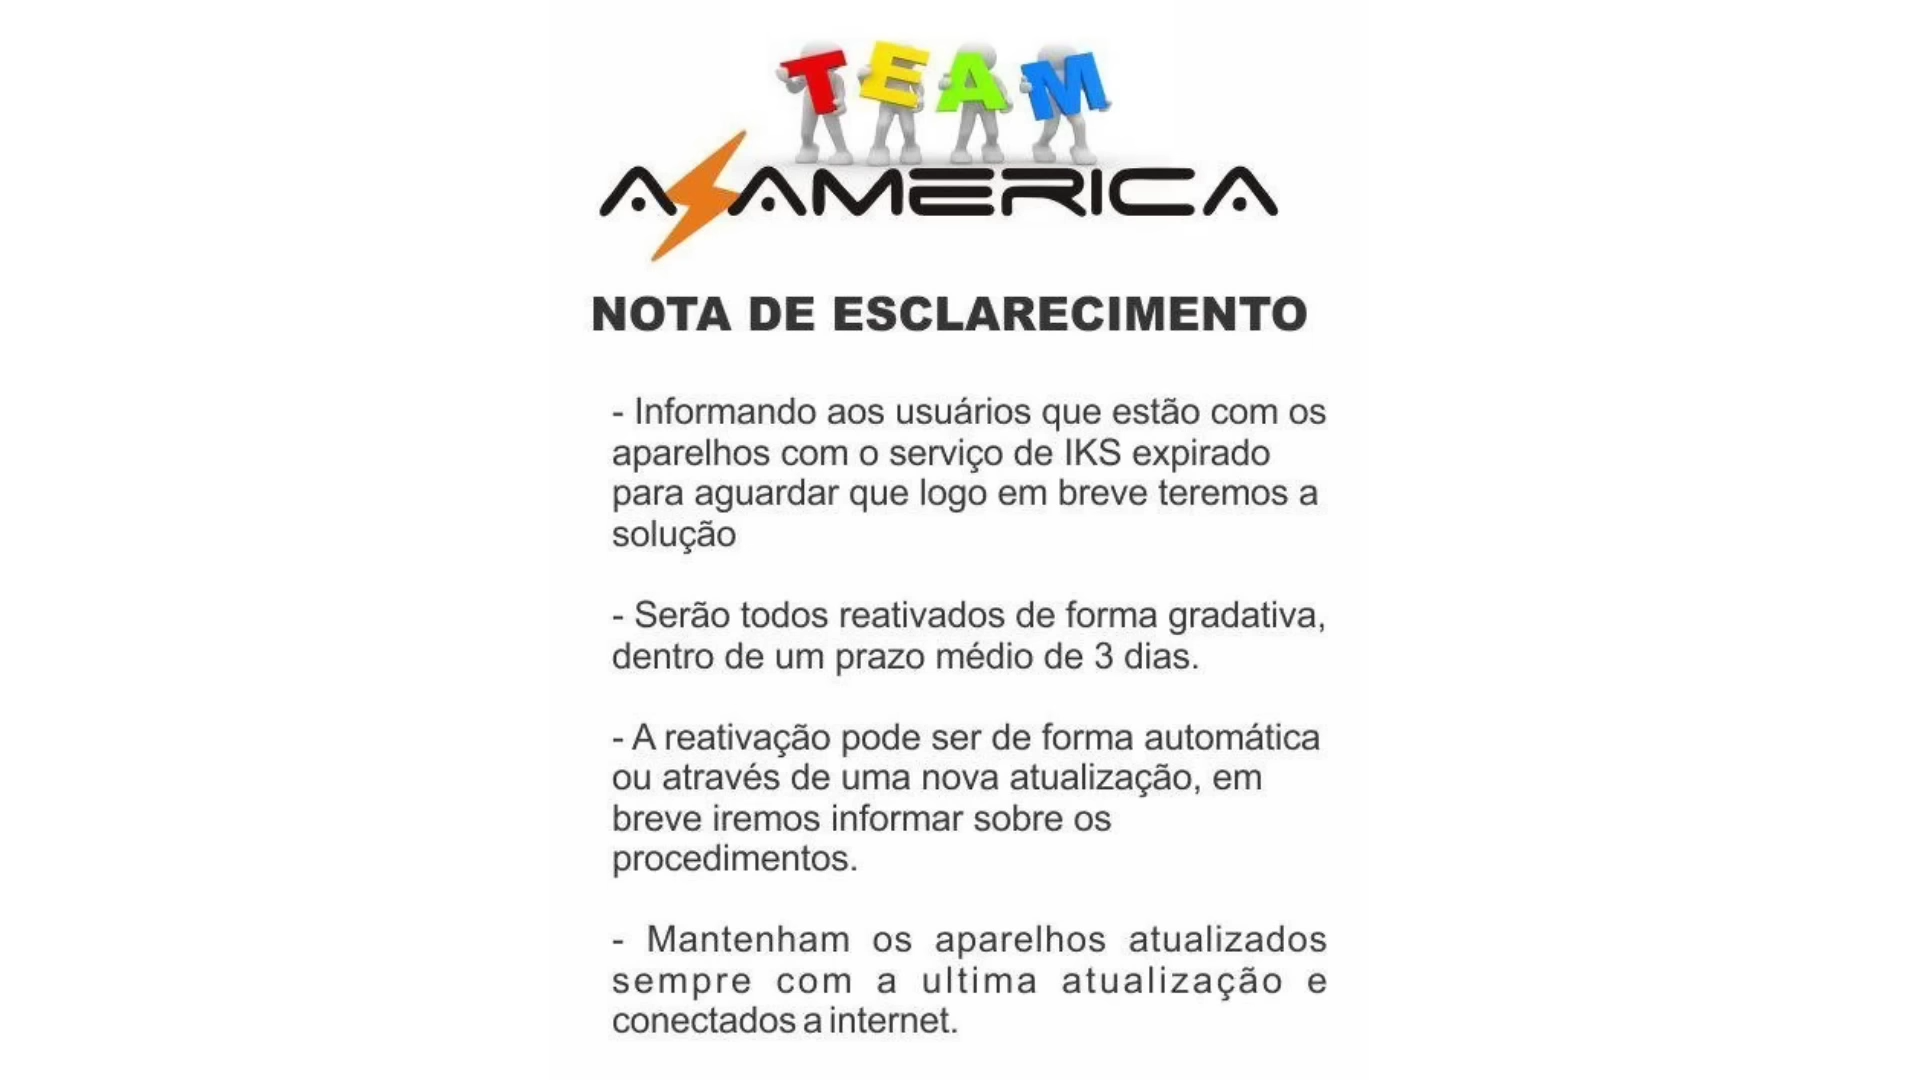 TEAM
AZAMERICA
NOTA DE ESCLARECIMENTO
- Informando aos usuários que estão com os
aparelhos com o serviço de IKS expirado
para aguardar que logo em breve teremos a
solução
- Serão todos reativados de forma gradativa,
dentro de um prazo médio de 3 dias.
- A reativação pode ser de forma automática
ou através de uma nova atualização, em
breve iremos informar sobre os
procedimentos.
- Mantenham os aparelhos atualizados
sempre com a ultima atualização e
conectados a internet.